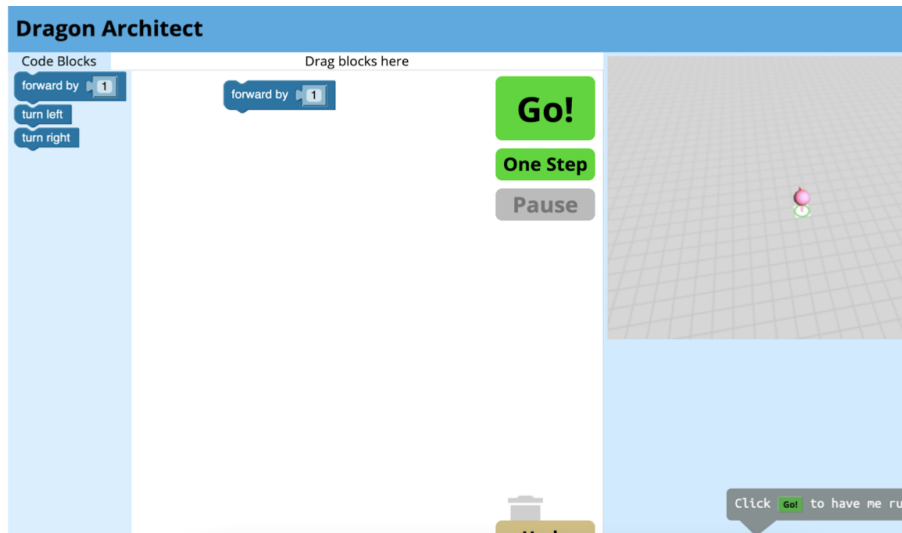 Dragon Architect
Code Blocks
Drag blocks here
forward by 1
turn left
turn right
forward by 1
Go!
One Step
Pause
Click Go! to have me ru